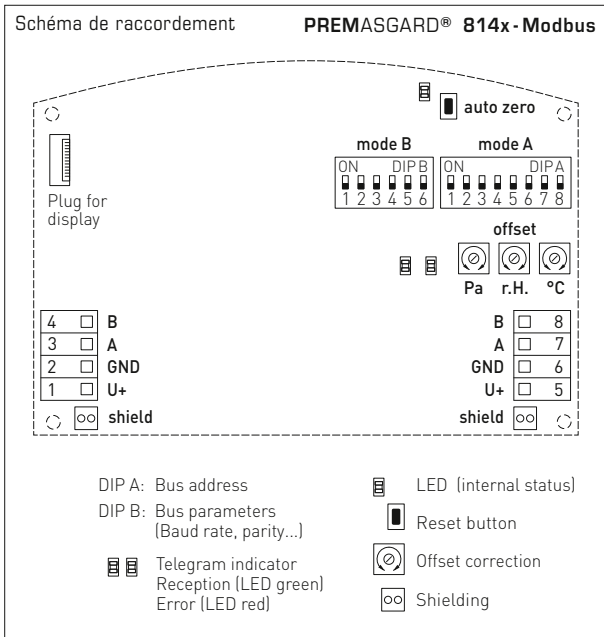 Schéma de raccordement PREMASGARD® 814x - Modbus
auto zero
mode B mode A
ON DIP B ON DIP A
1 2 3 4 5 6 1 2 3 4 5 6 7 8
Plug for
display
offset
Pa r.H. °C
4 B B 8
3 A A 7
2 GND GND 6
1 U+ U+ 5
shield shield
DIP A: Bus address
DIP B: Bus parameters
(Baud rate, parity...)
Telegram indicator
Reception (LED green)
Error (LED red)
LED (internal status)
Reset button
Offset correction
Shielding